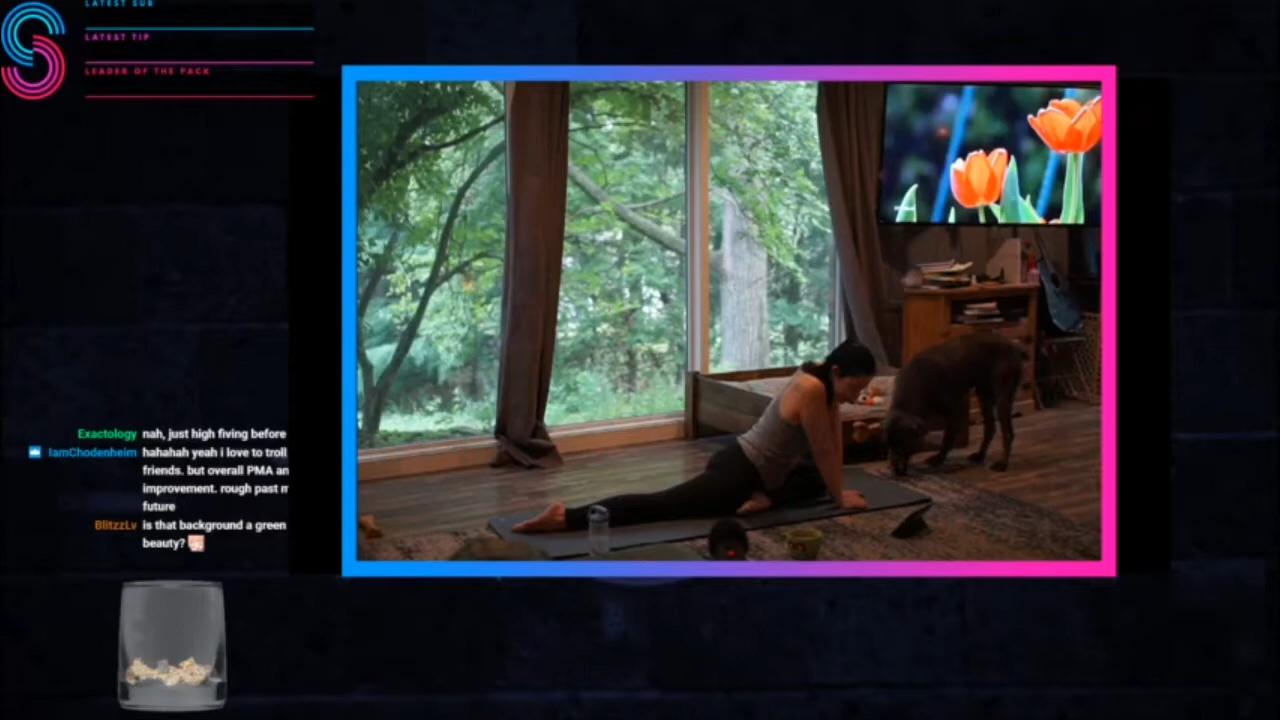 LATEST SUB
LATEST TIP
LEADER OF THE PACK
Exactology nah, just high fiving before
IamChodenheim hahahah yeah i love to troll
friends. but overall PMA an
improvement. rough past m
future
BlitzzLv is that background a green
beauty?